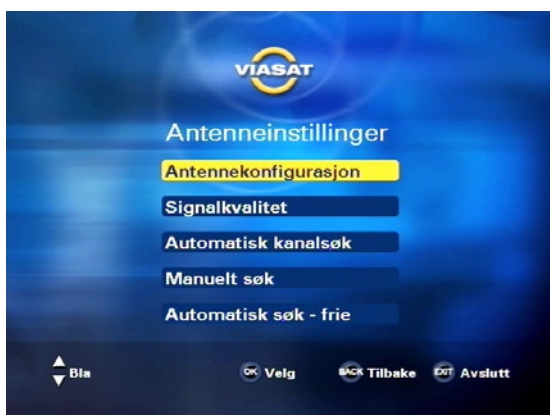 VIASAT
Antenneinstillinger
Antennekonfigurasjon
Signalkvalitet
Automatisk kanalsøk
Manuelt søk
Automatisk søk - frie
Bla OK Velg BACK Tilbake EXIT Avslutt